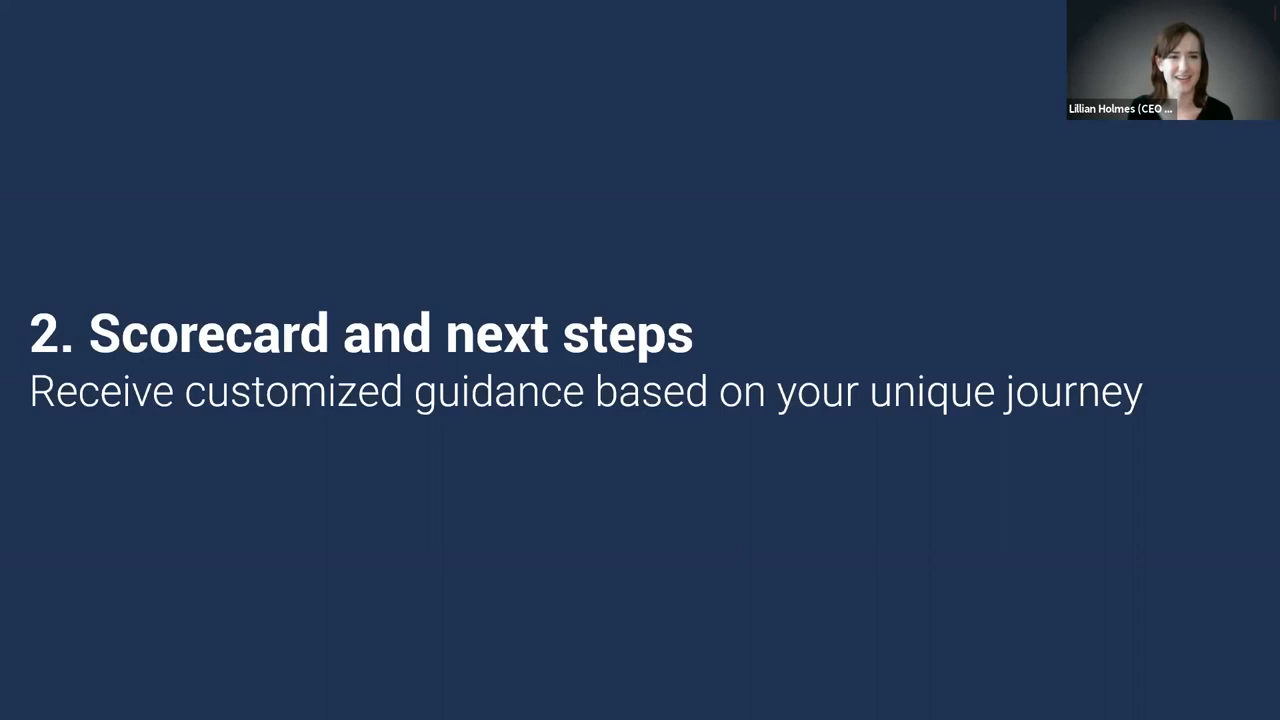 Lillian Holmes (CEO ...
2. Scorecard and next steps
Receive customized guidance based on your unique journey